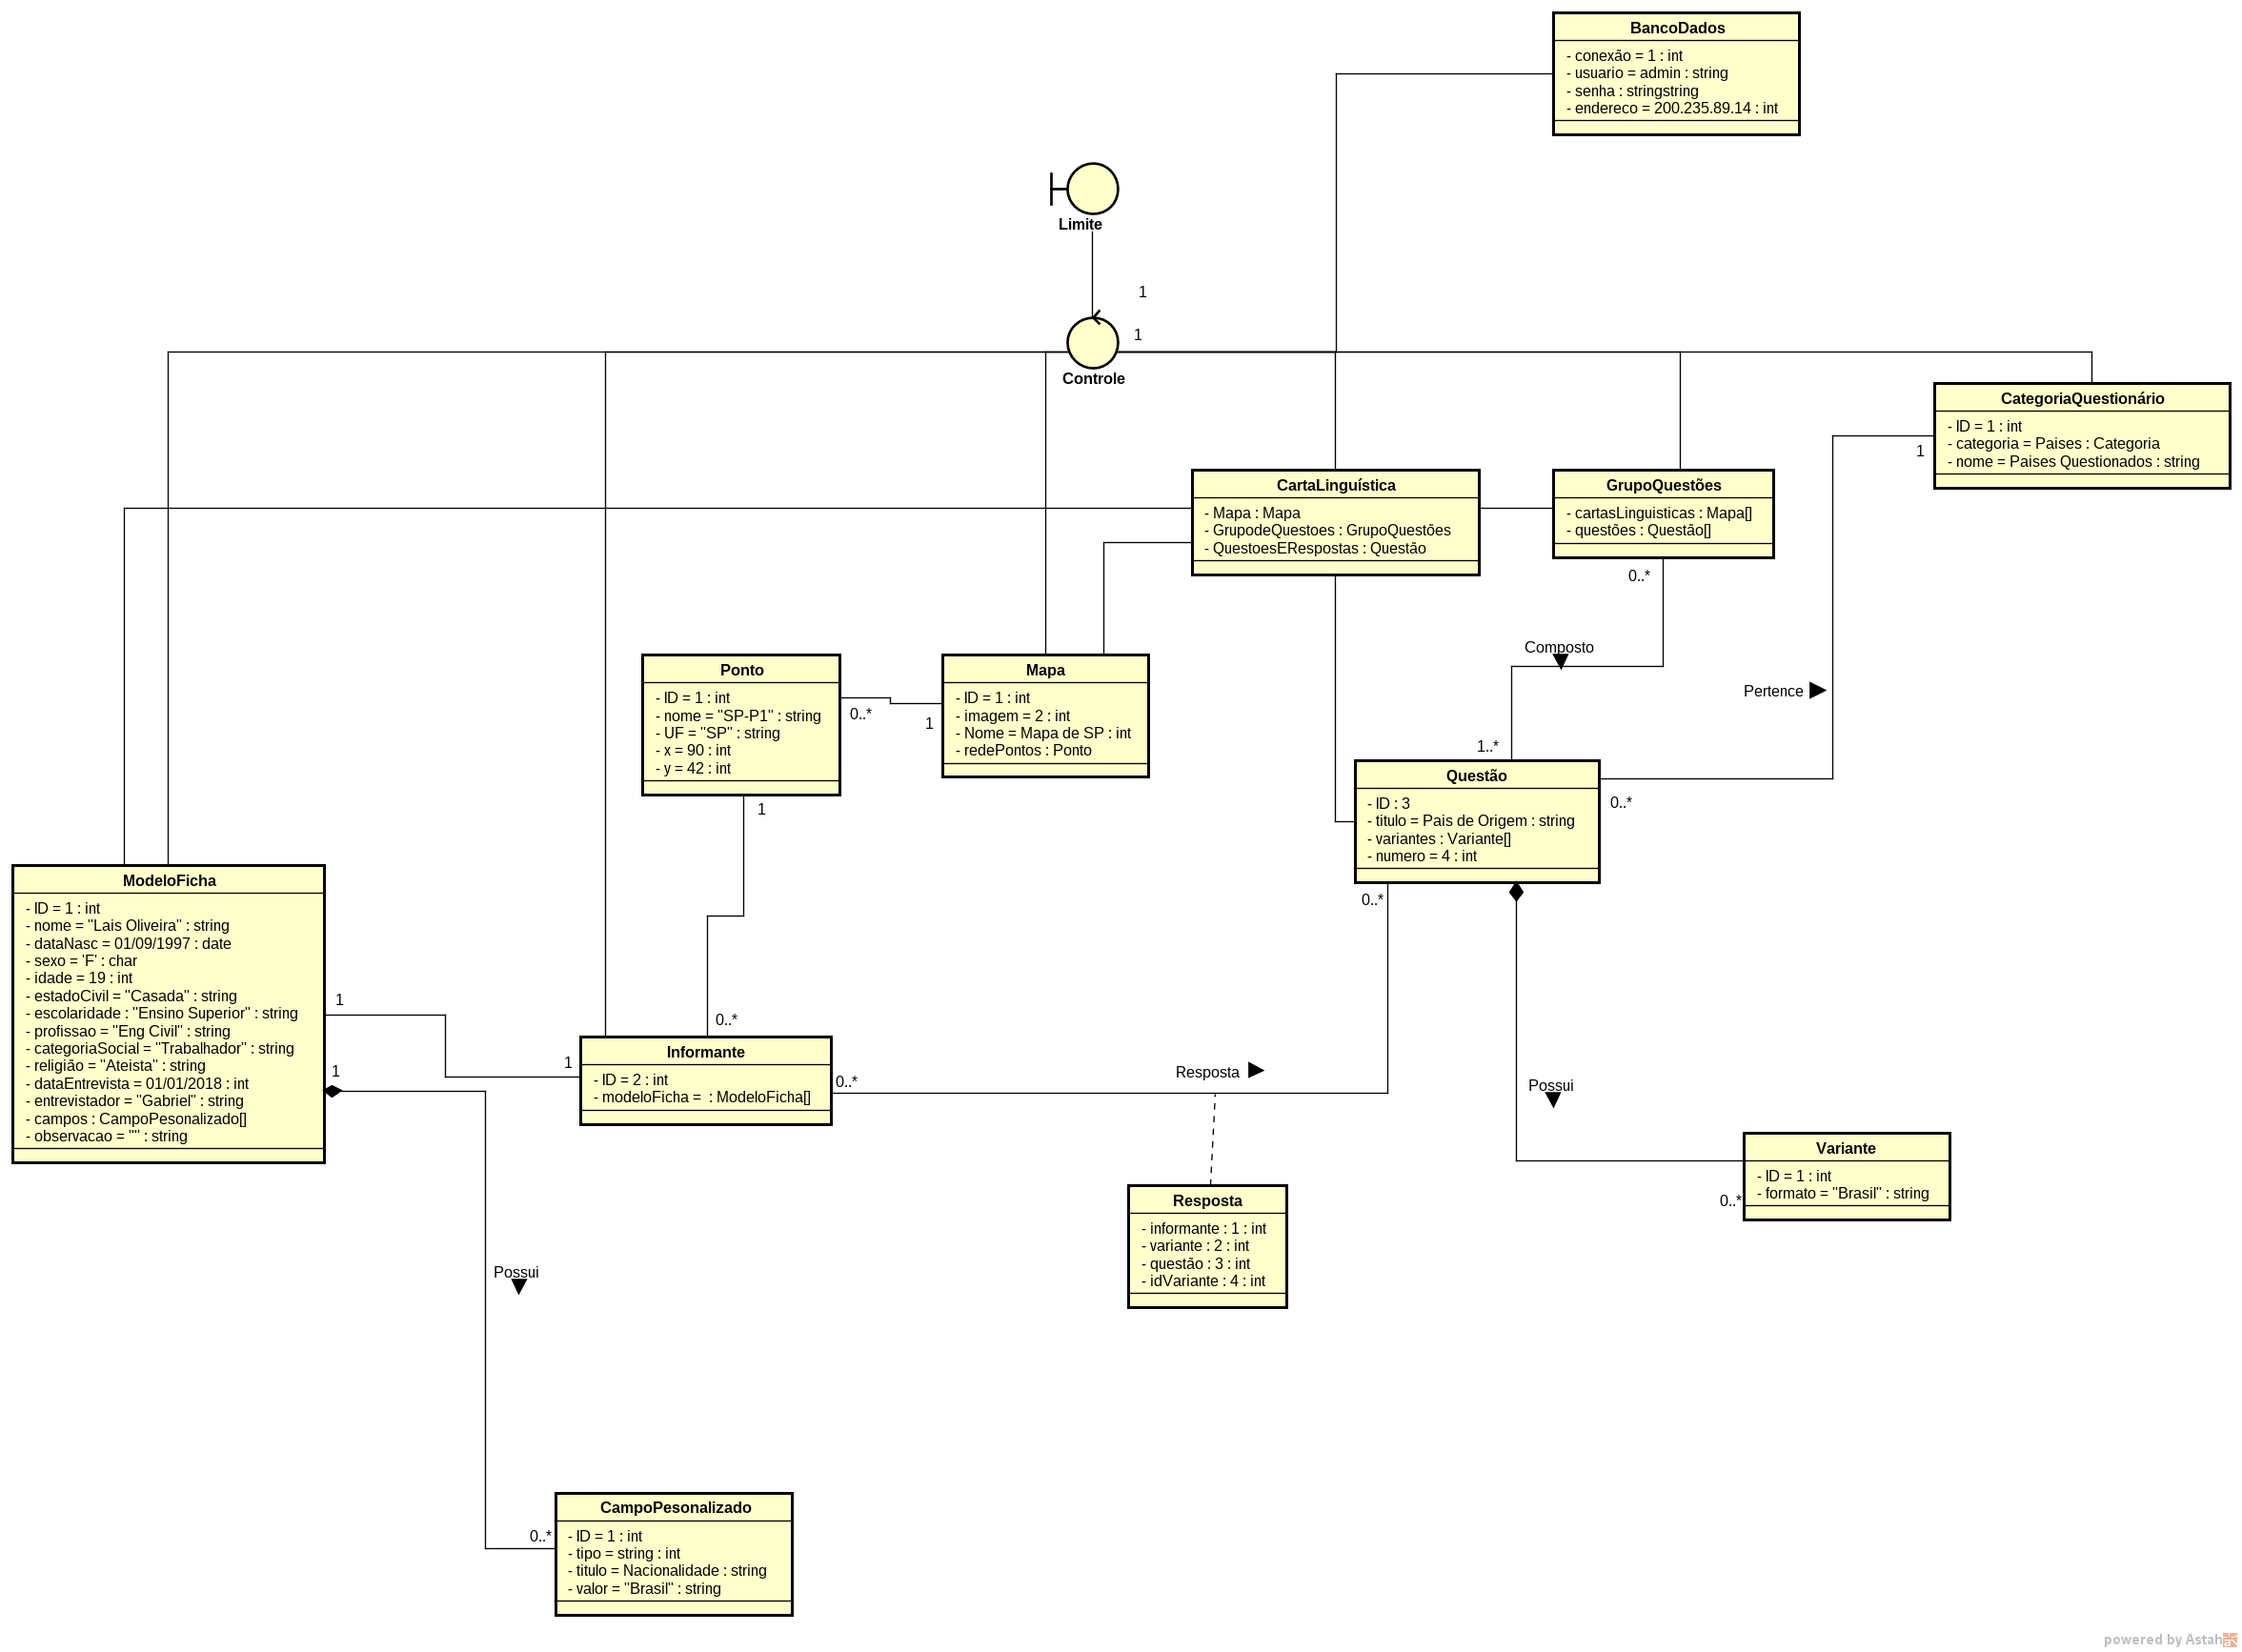 BancoDados
- conexão = 1 : int
- usuario = admin : string
- senha : stringstring
- endereco = 200.235.89.14 : int
Limite
1
1
Controle
CategoriaQuestionário
- ID = 1 : int
- categoria = Paises : Categoria
- nome = Paises Questionados : string
1
CartaLinguística
- Mapa : Mapa
- GrupodeQuestoes : GrupoQuestões
- QuestoesERespostas : Questão
GrupoQuestões
- cartasLinguisticas : Mapa[]
- questões : Questão[]
0..*
Composto
Pertence
1..*
Ponto
- ID = 1 : int
- nome = "SP-P1" : string
- UF = "SP" : string
- x = 90 : int
- y = 42 : int
0..*
1
1
Mapa
- ID = 1 : int
- imagem = 2 : int
- Nome = Mapa de SP : int
- redePontos : Ponto
Questão
- ID : 3
- titulo = Pais de Origem : string
- variantes : Variante[]
- numero = 4 : int
0..*
0..*
ModeloFicha
- ID = 1 : int
- nome = "Lais Oliveira" : string
- dataNasc = 01/09/1997 : date
- sexo = 'F' : char
- idade = 19 : int
- estadoCivil = "Casada" : string
- escolaridade : "Ensino Superior" : string
- profissao = "Eng Civil" : string
- categoriaSocial = "Trabalhador" : string
- religião = "Ateista" : string
- dataEntrevista = 01/01/2018 : int
- entrevistador = "Gabriel" : string
- campos : CampoPesonalizado[]
- observacao = "" : string
1
1
1
0..*
Informante
- ID = 2 : int
- modeloFicha =  : ModeloFicha[]
0..*
Resposta
Possui
Variante
- ID = 1 : int
- formato = "Brasil" : string
0..*
Resposta
- informante : 1 : int
- variante : 2 : int
- questão : 3 : int
- idVariante : 4 : int
Possui
0..*
CampoPesonalizado
- ID = 1 : int
- tipo = string : int
- titulo = Nacionalidade : string
- valor = "Brasil" : string
powered by Astah